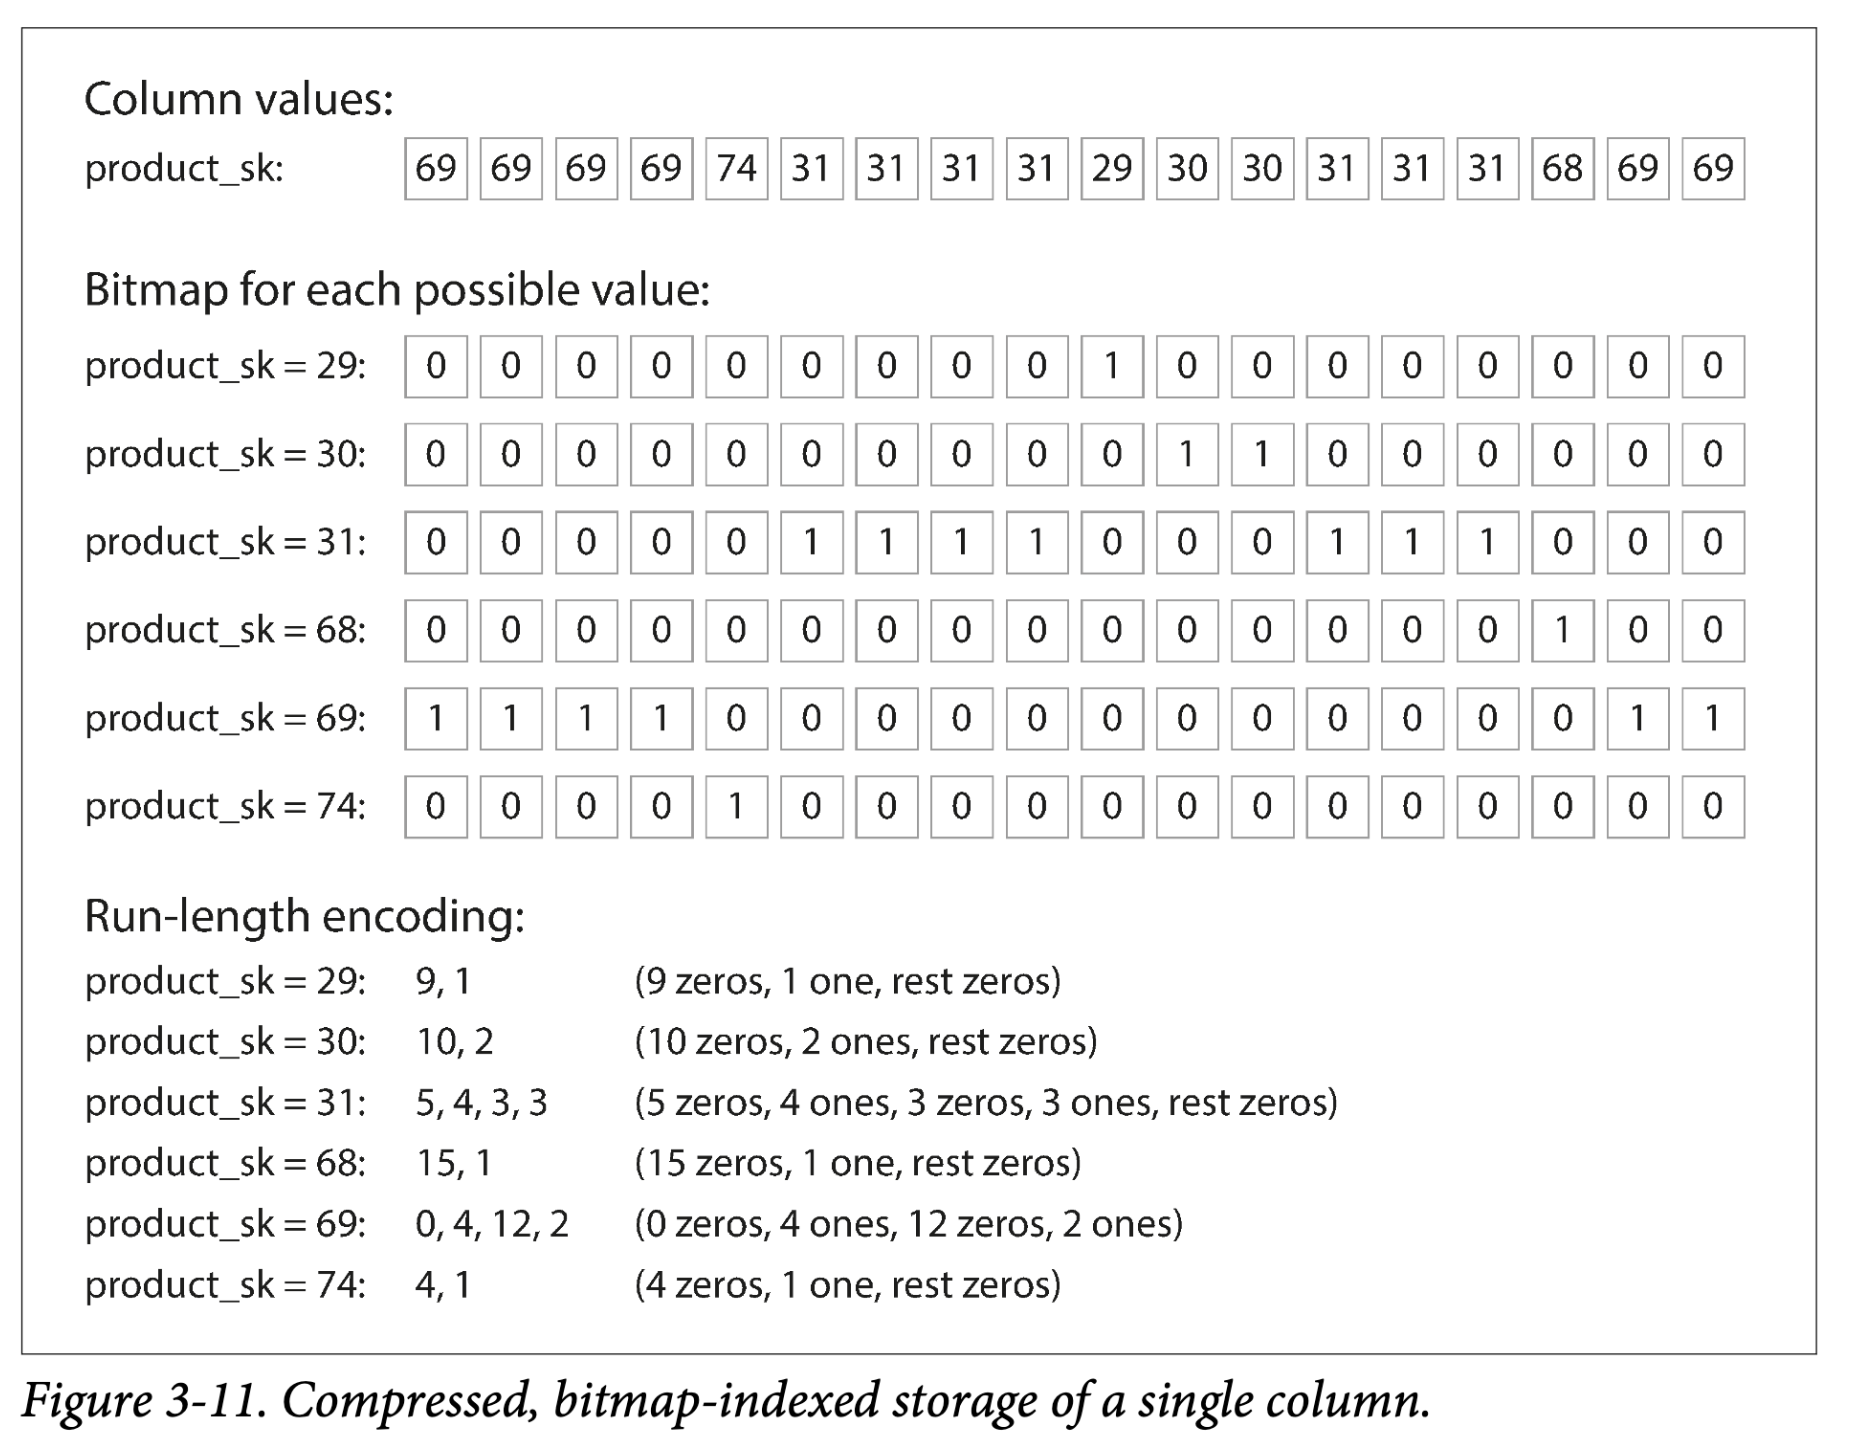 Column values:
product_sk: 69 69 69 69 74 31 31 31 31 29 30 30 31 31 31 68 69 69
Bitmap for each possible value:
product_sk = 29: 0 0 0 0 0 0 0 0 0 1 0 0 0 0 0 0 0 0
product_sk = 30: 0 0 0 0 0 0 0 0 0 0 1 1 0 0 0 0 0 0
product_sk = 31: 0 0 0 0 0 1 1 1 1 0 0 0 1 1 1 0 0 0
product_sk = 68: 0 0 0 0 0 0 0 0 0 0 0 0 0 0 0 1 0 0
product_sk = 69: 1 1 1 1 0 0 0 0 0 0 0 0 0 0 0 0 1 1
product_sk = 74: 0 0 0 0 1 0 0 0 0 0 0 0 0 0 0 0 0 0
Run-length encoding:
product_sk = 29: 9, 1 (9 zeros, 1 one, rest zeros)
product_sk = 30: 10, 2 (10 zeros, 2 ones, rest zeros)
product_sk = 31: 5, 4, 3, 3 (5 zeros, 4 ones, 3 zeros, 3 ones, rest zeros)
product_sk = 68: 15, 1 (15 zeros, 1 one, rest zeros)
product_sk = 69: 0, 4, 12, 2 (0 zeros, 4 ones, 12 zeros, 2 ones)
product_sk = 74: 4, 1 (4 zeros, 1 one, rest zeros)
Figure 3-11. Compressed, bitmap-indexed storage of a single column.